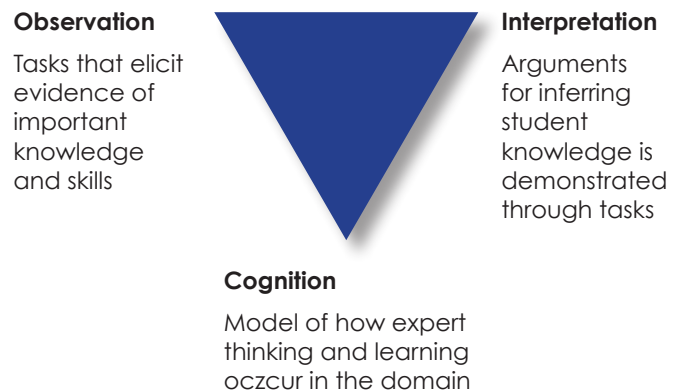 Observation
Tasks that elicit
evidence of
important
knowledge
and skills
Interpretation
Arguments
for inferring
student
knowledge is
demonstrated
through tasks
Cognition
Model of how expert
thinking and learning
oczcur in the domain